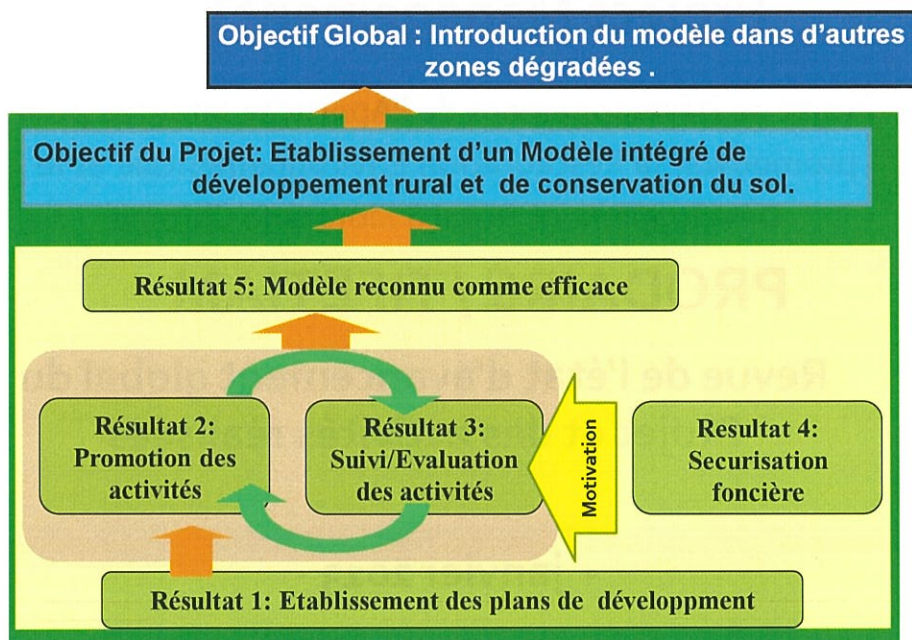 Objectif Global : Introduction du modèle dans d'autres
zones dégradées .
Objectif du Projet: Etablissement d'un Modèle intégré de
développement rural et de conservation du sol.
Résultat 5: Modèle reconnu comme efficace
Résultat 2:
Promotion des
activités
Résultat 3:
Suivi/Evaluation
des activités
Motivation
Resultat 4:
Securisation
foncière
Résultat 1: Etablissement des plans de développment